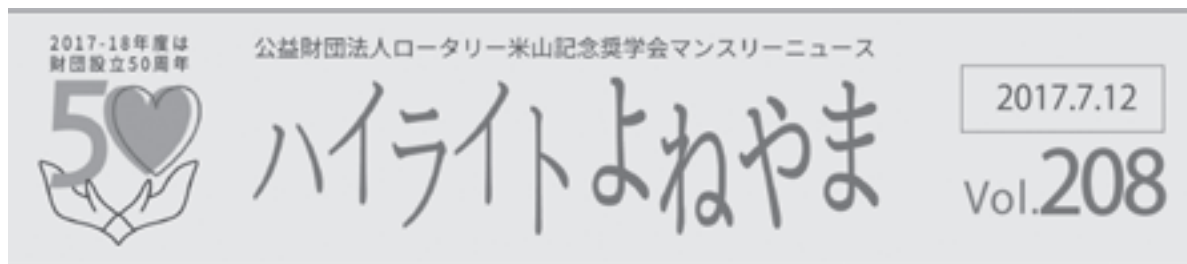 2017-18年度は
財団設立50周年
50
公益財団法人ロータリー米山記念奨学会マンスリーニュース
ハイライトよねやま
2017.7.12
Vol.208